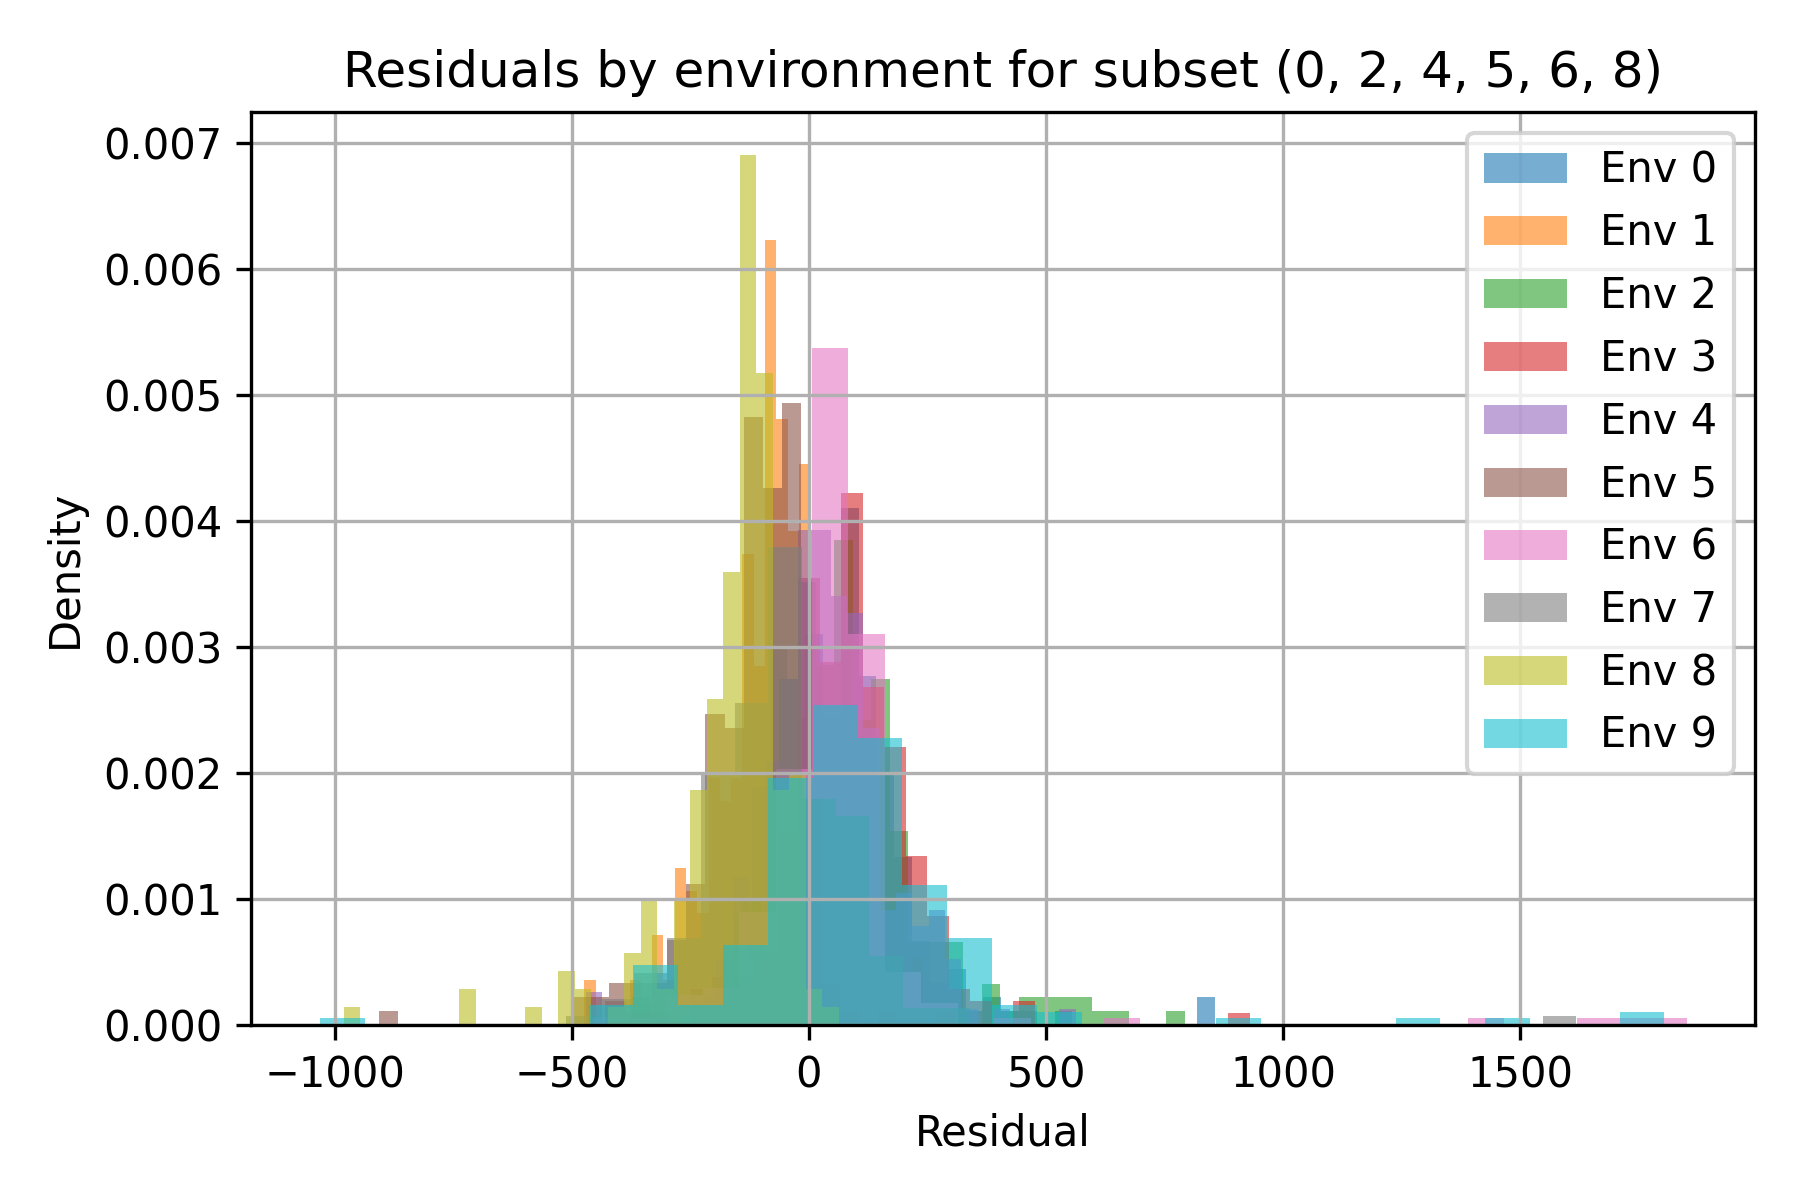 Residuals by environment for subset (0, 2, 4, 5, 6, 8)
0.007
0.006
0.005
0.004
0.003
0.002
0.001
0.000
Density
−1000
−500
0
500
1000
1500
Residual
Env 0
Env 1
Env 2
Env 3
Env 4
Env 5
Env 6
Env 7
Env 8
Env 9